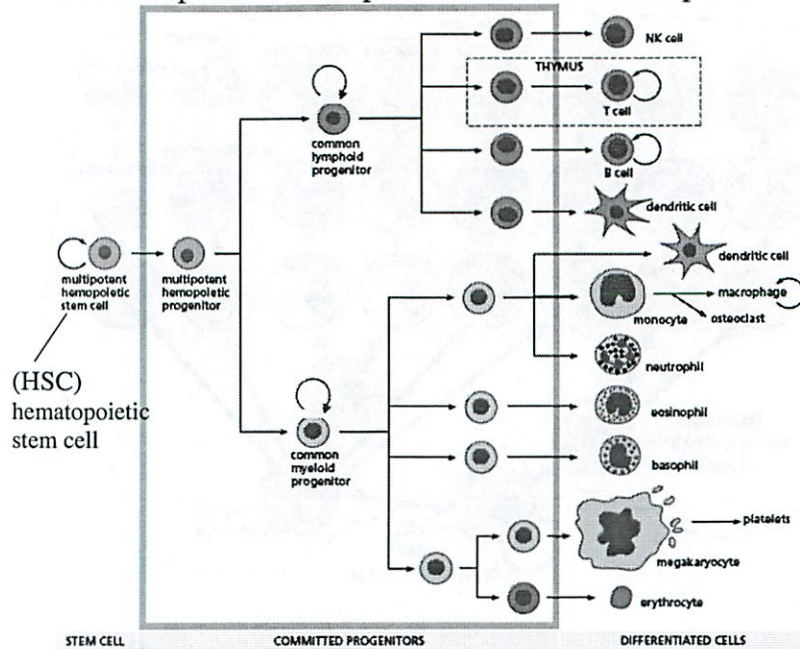 NK cell
THYMUS
T cell
common
lymphoid
progenitor
B cell
dendritic cell
multipotent
hemopoietic
stem cell
multipotent
hemopoietic
progenitor
dendritic cell
monocyte
macrophage
osteoclast
neutrophil
(HSC)
hematopoietic
stem cell
common
myeloid
progenitor
eosinophil
basophil
megakaryocyte
platelets
erythrocyte
STEM CELL
COMMITTED PROGENITORS
DIFFERENTIATED CELLS